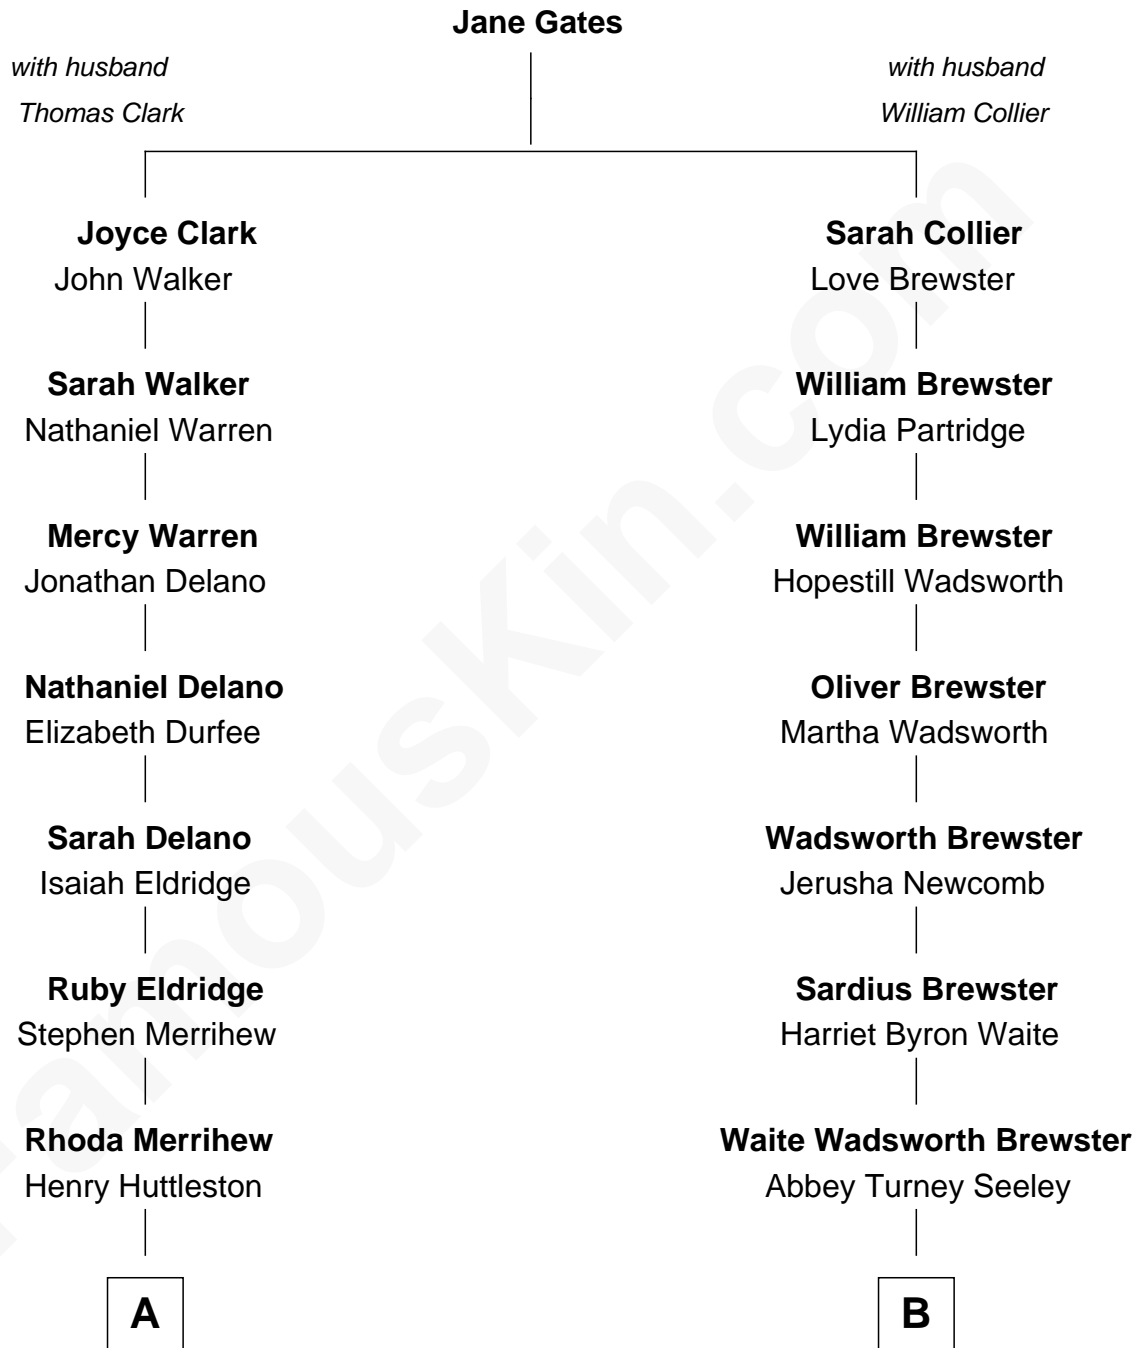 Jane Gates
with husband
Thomas Clark
with husband
William Collier
Joyce Clark
John Walker
Sarah Walker
Nathaniel Warren
Mercy Warren
Jonathan Delano
Nathaniel Delano
Elizabeth Durfee
Sarah Delano
Isaiah Eldridge
Ruby Eldridge
Stephen Merrihew
Rhoda Merrihew
Henry Huttleston
A
Sarah Collier
Love Brewster
William Brewster
Lydia Partridge
William Brewster
Hopestill Wadsworth
Oliver Brewster
Martha Wadsworth
Wadsworth Brewster
Jerusha Newcomb
Sardius Brewster
Harriet Byron Waite
Waite Wadsworth Brewster
Abbey Turney Seeley
B
FamousKin.com